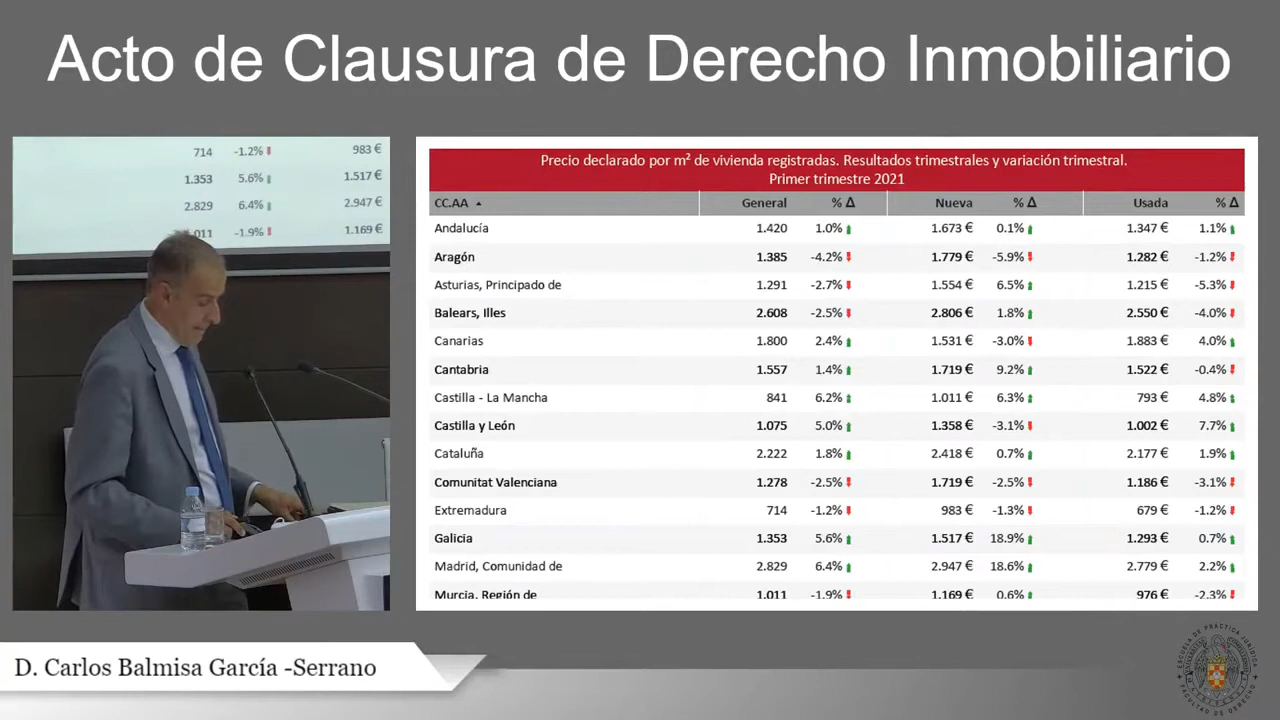 Acto de Clausura de Derecho Inmobiliario
714 -1.2% 983 €
1.353 5.6% 1.517 €
2.829 6.4% 2.947 €
011 -1.9% 1.169 €
Precio declarado por m² de vivienda registradas. Resultados trimestrales y variación trimestral.
Primer trimestre 2021
CC.AA General % Δ Nueva % Δ Usada % Δ
Andalucía 1.420 1.0% 1.673 € 0.1% 1.347 € 1.1%
Aragón 1.385 -4.2% 1.779 € -5.9% 1.282 € -1.2%
Asturias, Principado de 1.291 -2.7% 1.554 € 6.5% 1.215 € -5.3%
Balears, Illes 2.608 -2.5% 2.806 € 1.8% 2.550 € -4.0%
Canarias 1.800 2.4% 1.531 € -3.0% 1.883 € 4.0%
Cantabria 1.557 1.4% 1.719 € 9.2% 1.522 € -0.4%
Castilla - La Mancha 841 6.2% 1.011 € 6.3% 793 € 4.8%
Castilla y León 1.075 5.0% 1.358 € -3.1% 1.002 € 7.7%
Cataluña 2.222 1.8% 2.418 € 0.7% 2.177 € 1.9%
Comunitat Valenciana 1.278 -2.5% 1.719 € -2.5% 1.186 € -3.1%
Extremadura 714 -1.2% 983 € -1.3% 679 € -1.2%
Galicia 1.353 5.6% 1.517 € 18.9% 1.293 € 0.7%
Madrid, Comunidad de 2.829 6.4% 2.947 € 18.6% 2.779 € 2.2%
Murcia, Región de 1.011 -1.9% 1.169 € 0.6% 976 € -2.3%
D. Carlos Balmisa García -Serrano
ESCUELA DE PRÁCTICA JURÍDICA
FACULTAD DE DERECHO